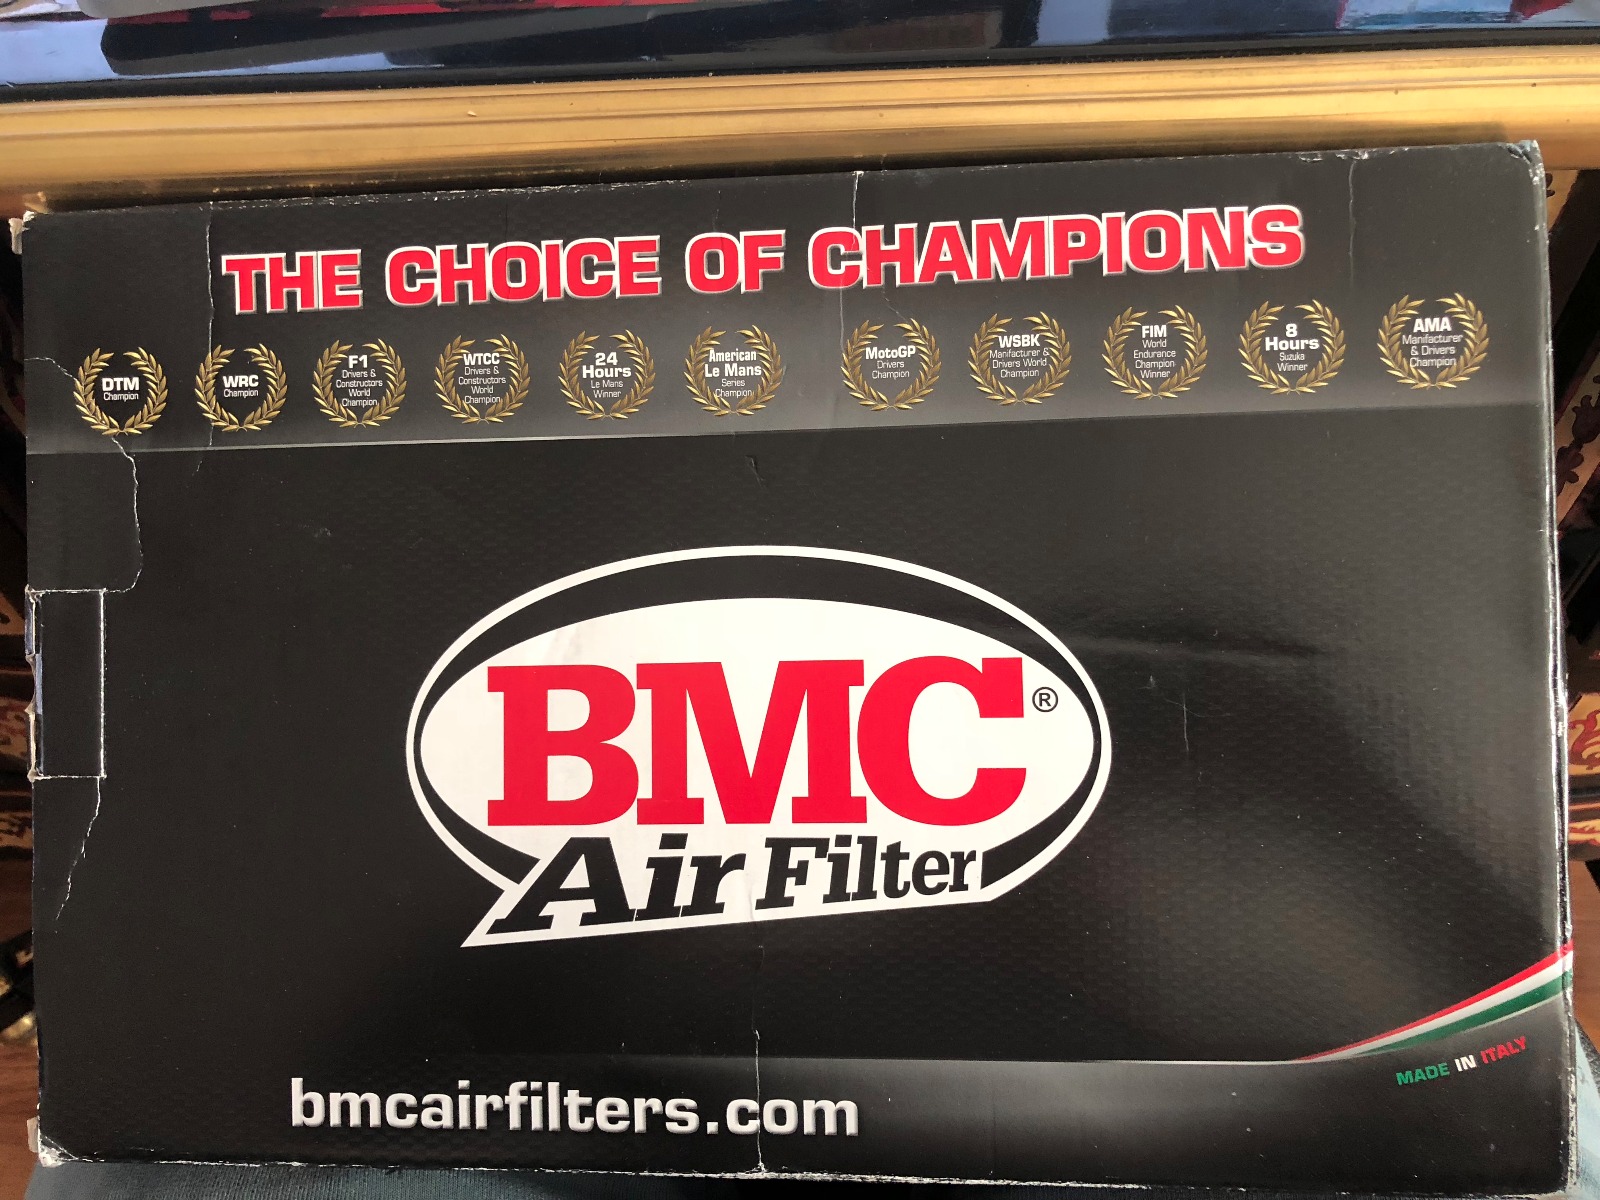 THE CHOICE OF CHAMPIONS
DTM
Champion
WRC
Champion
F1
Drivers &
Constructors
World
Champion
WTCC
Drivers &
Constructors
World
Champion
24
Hours
Le Mans
Winner
American
Le Mans
Series
Champion
MotoGP
Drivers
Champion
WSBK
Manifacturer &
Drivers World
Champion
FIM
World
Endurance
Champion
Winner
8
Hours
Suzuka
Winner
AMA
Manifacturer
& Drivers
Champion
BMC®
Air Filter
MADE IN ITALY
bmcairfilters.com